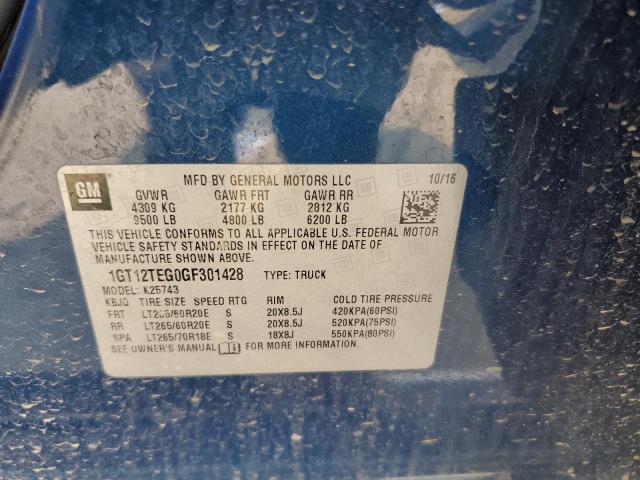 GM
MFD BY GENERAL MOTORS LLC 10/16
GVWR GAWR FRT GAWR RR
4309 KG 2177 KG 2812 KG
9500 LB 4800 LB 6200 LB
THIS VEHICLE CONFORMS TO ALL APPLICABLE U.S. FEDERAL MOTOR
VEHICLE SAFETY STANDARDS IN EFFECT ON THE DATE OF
MANUFACTURE SHOWN ABOVE.
1GT12TEG0GF301428 TYPE: TRUCK
MODEL: K25743
KBJQ TIRE SIZE SPEED RTG RIM COLD TIRE PRESSURE
FRT LT265/60R20E S 20X8.5J 420KPA(60PSI)
RR LT265/60R20E S 20X8.5J 520KPA(75PSI)
SPA LT265/70R18E S 18X8J 550KPA(80PSI)
SEE OWNER'S MANUAL FOR MORE INFORMATION.